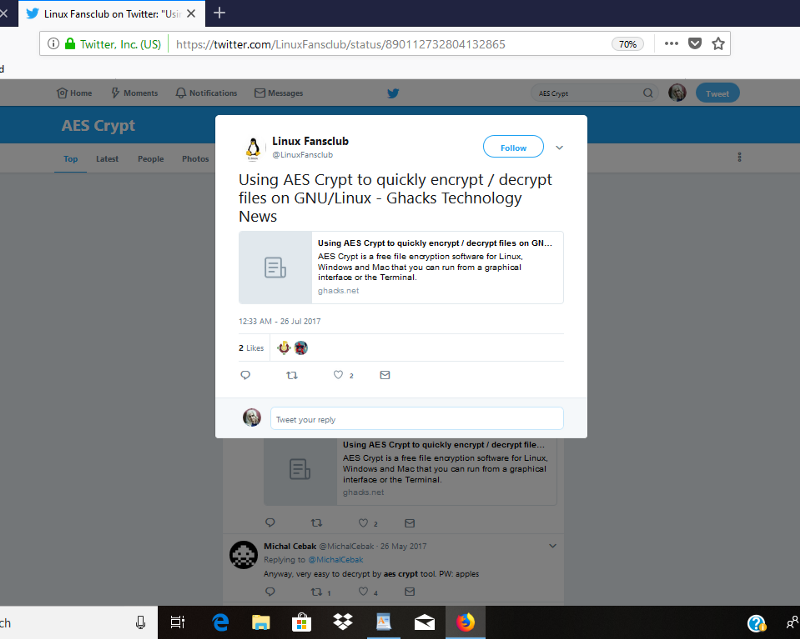 Linux Fansclub on Twitter: "Usi
Twitter, Inc. (US)
https://twitter.com/LinuxFansclub/status/890112732804132865
70%
d
Home
Moments
Notifications
Messages
AES Crypt
Tweet
AES Crypt
Top
Latest
People
Photos
Linux Fansclub
@LinuxFansclub
Follow
Using AES Crypt to quickly encrypt / decrypt
files on GNU/Linux - Ghacks Technology
News
Using AES Crypt to quickly encrypt / decrypt files on GN...
AES Crypt is a free file encryption software for Linux,
Windows and Mac that you can run from a graphical
interface or the Terminal.
ghacks.net
12:33 AM - 26 Jul 2017
2 Likes
2
Tweet your reply
Using AES Crypt to quickly encrypt / decrypt file...
AES Crypt is a free file encryption software for Linux,
Windows and Mac that you can run from a graphical
interface or the Terminal.
ghacks.net
2
Michal Cebak @MichalCebak · 26 May 2017
Replying to @MichalCebak
Anyway, very easy to decrypt by aes crypt tool. PW: apples
1
4
ch